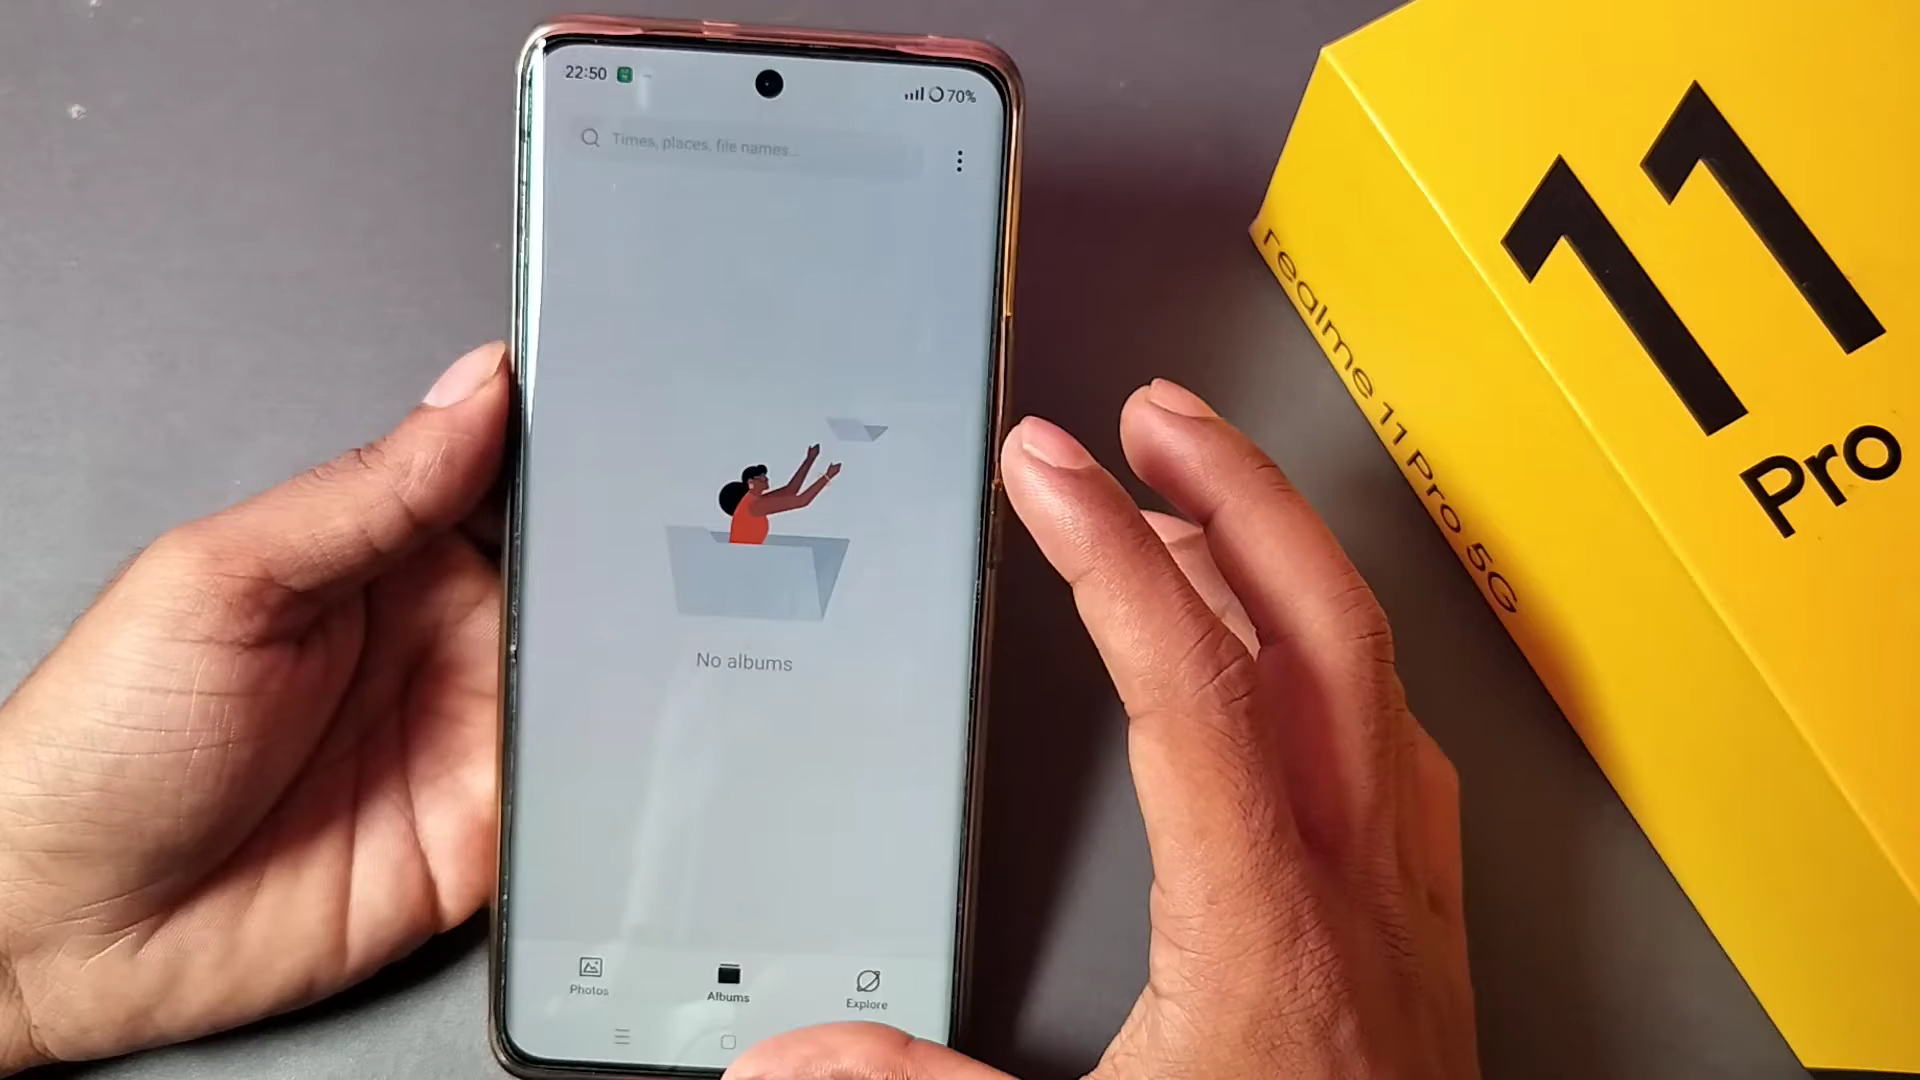 22:50
70%
Times, places, file names...
No albums
Photos
Albums
Explore
11
Pro
realme 11 Pro 5G